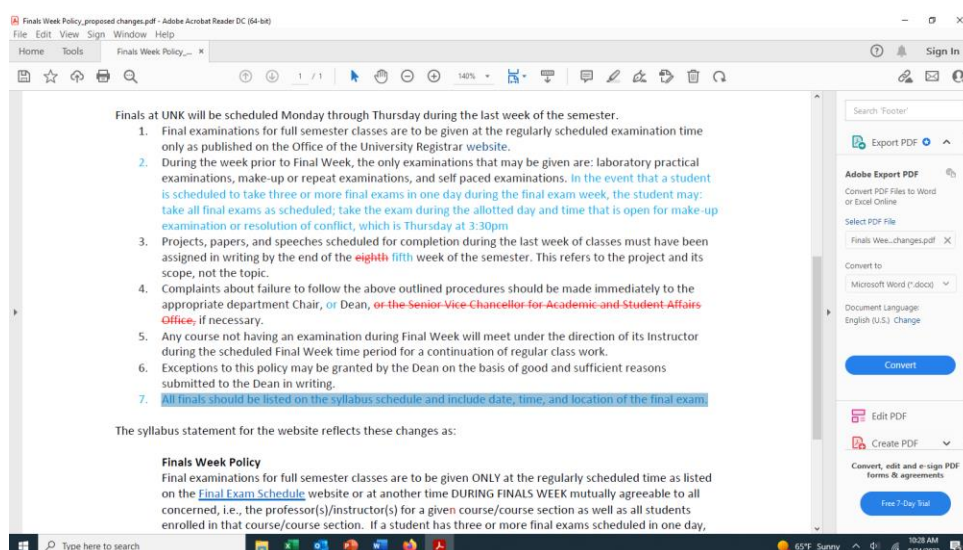 Finals Week Policy_proposed changes.pdf - Adobe Acrobat Reader DC (64-bit)
File Edit View Sign Window Help
Home Tools Finals Week Policy_... × Sign In
1 / 1 140%
Finals at UNK will be scheduled Monday through Thursday during the last week of the semester.
1. Final examinations for full semester classes are to be given at the regularly scheduled examination time
only as published on the Office of the University Registrar website.
2. During the week prior to Final Week, the only examinations that may be given are: laboratory practical
examinations, make-up or repeat examinations, and self paced examinations. In the event that a student
is scheduled to take three or more final exams in one day during the final exam week, the student may:
take all final exams as scheduled; take the exam during the allotted day and time that is open for make-up
examination or resolution of conflict, which is Thursday at 3:30pm
3. Projects, papers, and speeches scheduled for completion during the last week of classes must have been
assigned in writing by the end of the eighth fifth week of the semester. This refers to the project and its
scope, not the topic.
4. Complaints about failure to follow the above outlined procedures should be made immediately to the
appropriate department Chair, or Dean, or the Senior Vice Chancellor for Academic and Student Affairs
Office, if necessary.
5. Any course not having an examination during Final Week will meet under the direction of its Instructor
during the scheduled Final Week time period for a continuation of regular class work.
6. Exceptions to this policy may be granted by the Dean on the basis of good and sufficient reasons
submitted to the Dean in writing.
7. All finals should be listed on the syllabus schedule and include date, time, and location of the final exam.
The syllabus statement for the website reflects these changes as:
Finals Week Policy
Final examinations for full semester classes are to be given ONLY at the regularly scheduled time as listed
on the Final Exam Schedule website or at another time DURING FINALS WEEK mutually agreeable to all
concerned, i.e., the professor(s)/instructor(s) for a given course/course section as well as all students
enrolled in that course/course section. If a student has three or more final exams scheduled in one day,
Search 'Footer'
Export PDF
Adobe Export PDF
Convert PDF Files to Word
or Excel Online
Select PDF File
Finals Wee...changes.pdf ×
Convert to
Microsoft Word (*.docx)
Document Language:
English (U.S.) Change
Convert
Edit PDF
Create PDF
Convert, edit and e-sign PDF
forms & agreements
Free 7-Day Trial
Type here to search
65°F Sunny
10:28 AM